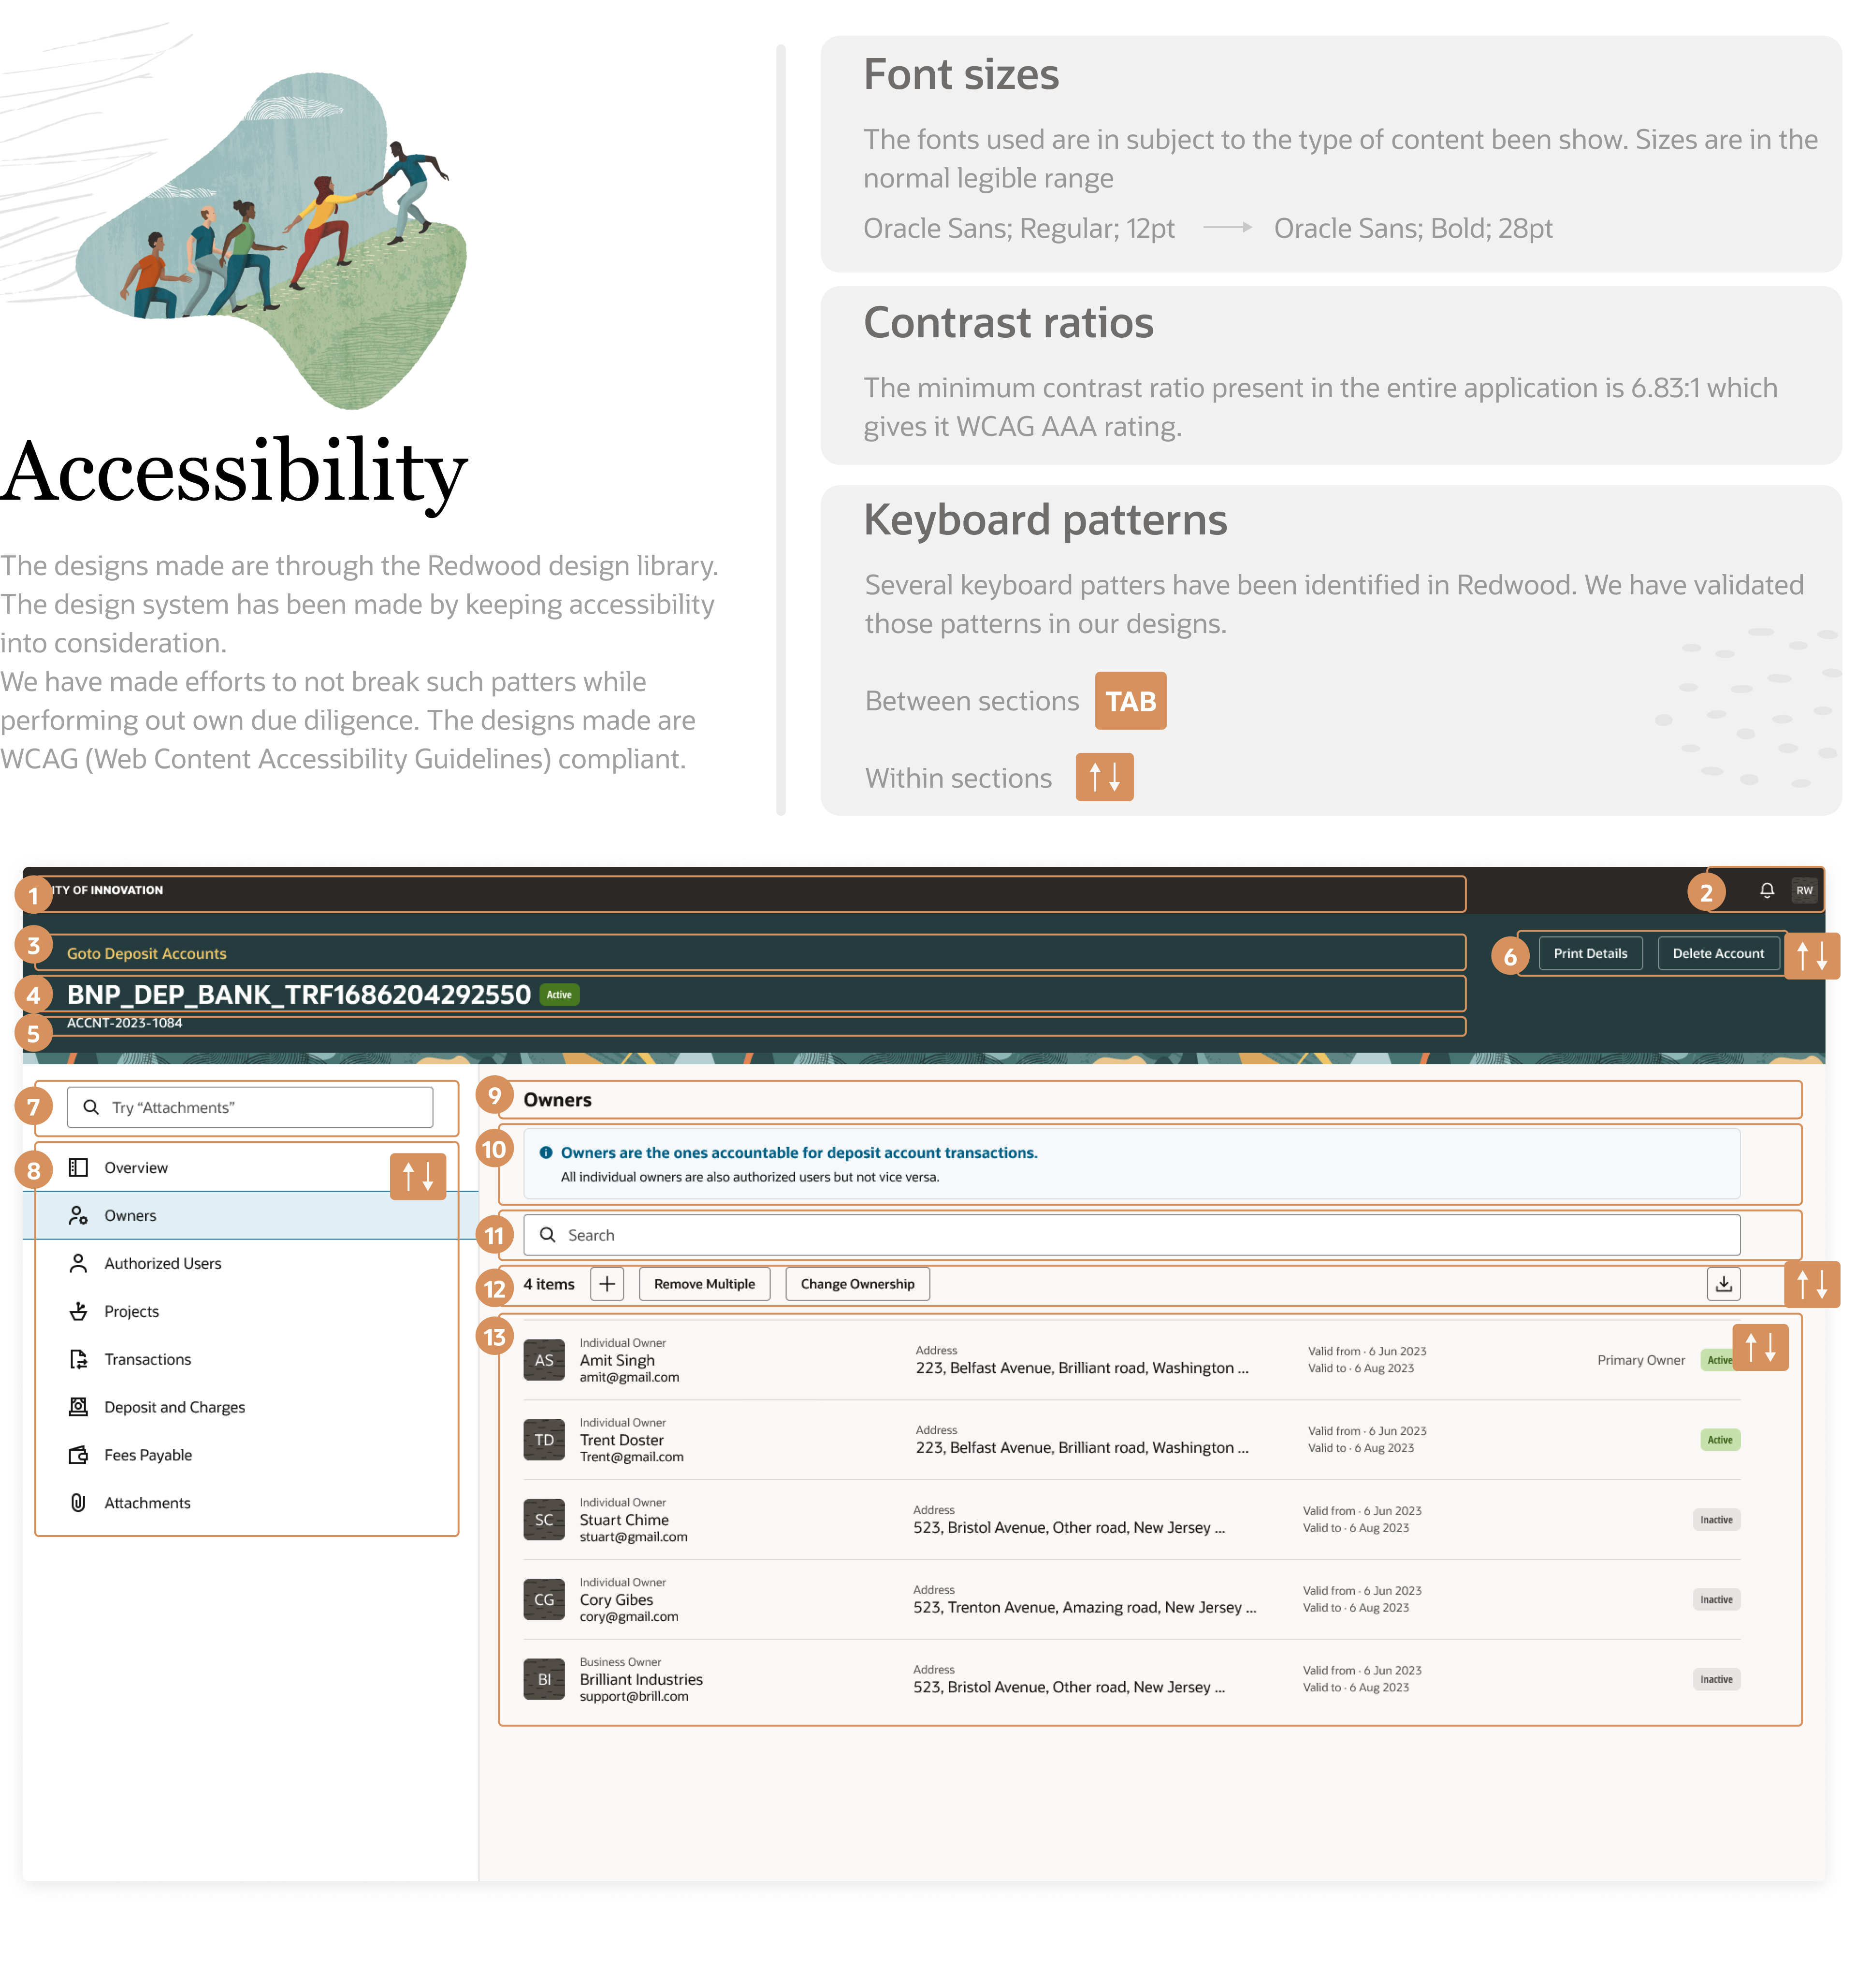 Accessibility
The designs made are through the Redwood design library.
The design system has been made by keeping accessibility
into consideration.
We have made efforts to not break such patters while
performing out own due diligence. The designs made are
WCAG (Web Content Accessibility Guidelines) compliant.
Font sizes
The fonts used are in subject to the type of content been show. Sizes are in the
normal legible range
Oracle Sans; Regular; 12pt → Oracle Sans; Bold; 28pt
Contrast ratios
The minimum contrast ratio present in the entire application is 6.83:1 which
gives it WCAG AAA rating.
Keyboard patterns
Several keyboard patters have been identified in Redwood. We have validated
those patterns in our designs.
Between sections TAB
Within sections ↑↓
1 ITY OF INNOVATION
2 RW
3 Goto Deposit Accounts
4 BNP_DEP_BANK_TRF1686204292550 Active
5 ACCNT-2023-1084
6 Print Details Delete Account ↑↓
7 Try “Attachments”
8 Overview ↑↓
Owners
Authorized Users
Projects
Transactions
Deposit and Charges
Fees Payable
Attachments
9 Owners
10 Owners are the ones accountable for deposit account transactions.
All individual owners are also authorized users but not vice versa.
11 Search
12 4 items + Remove Multiple Change Ownership ↑↓
13 ↑↓
AS
Individual Owner
Amit Singh
amit@gmail.com
Address
223, Belfast Avenue, Brilliant road, Washington ...
Valid from · 6 Jun 2023
Valid to · 6 Aug 2023
Primary Owner Active
TD
Individual Owner
Trent Doster
Trent@gmail.com
Address
223, Belfast Avenue, Brilliant road, Washington ...
Valid from · 6 Jun 2023
Valid to · 6 Aug 2023
Active
SC
Individual Owner
Stuart Chime
stuart@gmail.com
Address
523, Bristol Avenue, Other road, New Jersey ...
Valid from · 6 Jun 2023
Valid to · 6 Aug 2023
Inactive
CG
Individual Owner
Cory Gibes
cory@gmail.com
Address
523, Trenton Avenue, Amazing road, New Jersey ...
Valid from · 6 Jun 2023
Valid to · 6 Aug 2023
Inactive
BI
Business Owner
Brilliant Industries
support@brill.com
Address
523, Bristol Avenue, Other road, New Jersey ...
Valid from · 6 Jun 2023
Valid to · 6 Aug 2023
Inactive